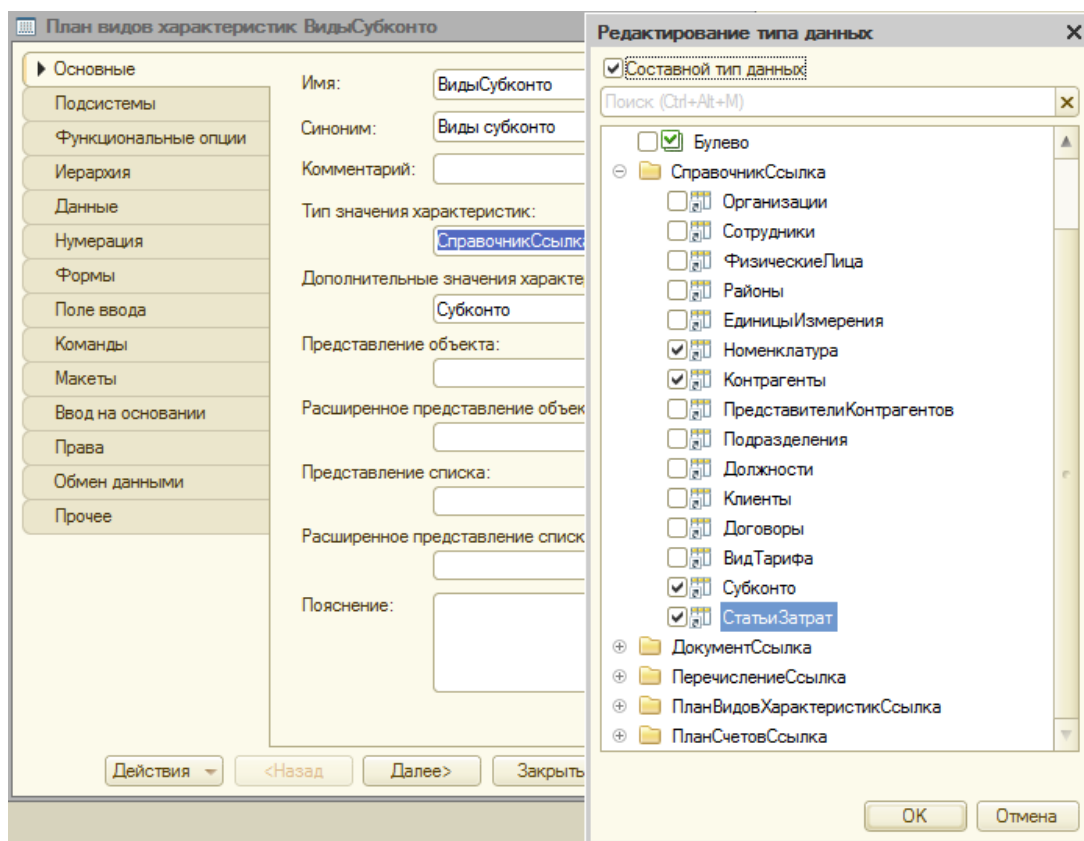 План видов характеристик ВидыСубконто
Основные
Подсистемы
Функциональные опции
Иерархия
Данные
Нумерация
Формы
Поле ввода
Команды
Макеты
Ввод на основании
Права
Обмен данными
Прочее
Имя:
ВидыСубконто
Синоним:
Виды субконто
Комментарий:
Тип значения характеристик:
СправочникСсылка
Дополнительные значения характе
Субконто
Представление объекта:
Расширенное представление объек
Представление списка:
Расширенное представление списк
Пояснение:
Действия
<Назад
Далее>
Закрыть
Редактирование типа данных
Составной тип данных
Поиск (Ctrl+Alt+M)
Булево
СправочникСсылка
Организации
Сотрудники
ФизическиеЛица
Районы
ЕдиницыИзмерения
Номенклатура
Контрагенты
ПредставителиКонтрагентов
Подразделения
Должности
Клиенты
Договоры
ВидТарифа
Субконто
СтатьиЗатрат
ДокументСсылка
ПеречислениеСсылка
ПланВидовХарактеристикСсылка
ПланСчетовСсылка
ОК
Отмена